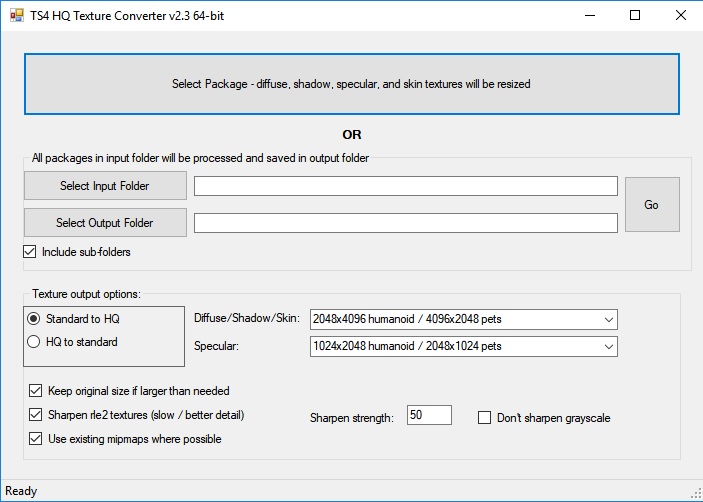 TS4 HQ Texture Converter v2.3 64-bit
Select Package - diffuse, shadow, specular, and skin textures will be resized
OR
All packages in input folder will be processed and saved in output folder
Select Input Folder
Go
Select Output Folder
Include sub-folders
Texture output options:
Standard to HQ
Diffuse/Shadow/Skin: 2048x4096 humanoid / 4096x2048 pets
HQ to standard
Specular: 1024x2048 humanoid / 2048x1024 pets
Keep original size if larger than needed
Sharpen rle2 textures (slow / better detail) Sharpen strength: 50 Don't sharpen grayscale
Use existing mipmaps where possible
Ready